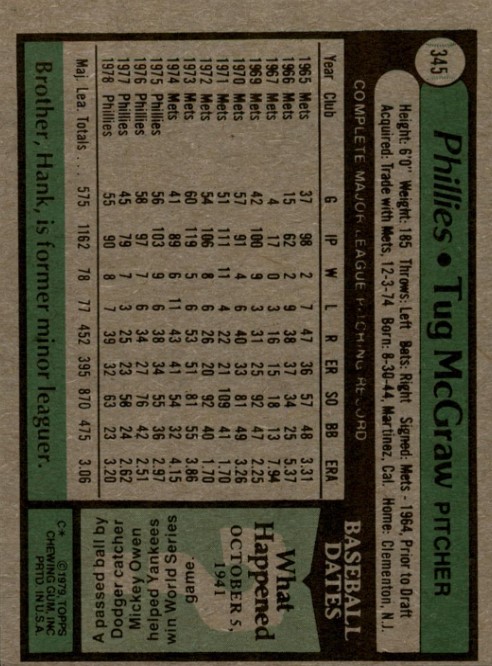 345
Phillies • Tug McGraw PITCHER
Height: 6'0" Weight: 185 Throws: Left Bats: Right Signed: Mets - 1964, Prior to Draft
Acquired: Trade with Mets, 12-3-74 Born: 8-30-44, Martinez, Cal. Home: Clementon, N.J.
COMPLETE MAJOR LEAGUE PITCHING RECORD
Year Club G IP W L R ER SO BB ERA
1965 Mets 37 98 2 7 47 36 57 48 3.31
1966 Mets 15 62 2 9 38 37 34 25 5.37
1967 Mets 4 17 0 3 16 15 18 13 7.94
1969 Mets 42 100 9 3 31 25 92 47 2.25
1970 Mets 57 91 4 6 40 33 81 49 3.26
1971 Mets 51 111 11 4 22 21 109 41 1.70
1972 Mets 54 106 8 6 26 20 92 40 1.70
1973 Mets 60 119 5 6 53 51 81 55 3.86
1974 Mets 41 89 6 11 43 41 54 32 4.15
1975 Phillies 56 103 9 6 38 34 55 36 2.97
1976 Phillies 58 97 7 6 34 27 76 42 2.51
1977 Phillies 45 79 7 3 25 23 58 24 2.62
1978 Phillies 55 90 8 7 39 32 63 23 3.20
Maj. Lea. Totals . . . 575 1162 78 77 452 395 870 475 3.06
Brother, Hank, is former minor leaguer.
BASEBALL
DATES
What
Happened
OCTOBER 5,
1941
A passed ball by
Dodger catcher
Mickey Owen
helped Yankees
win World Series
game.
C* ©1979, TOPPS
CHEWING GUM, INC
PRTD. IN U.S.A.